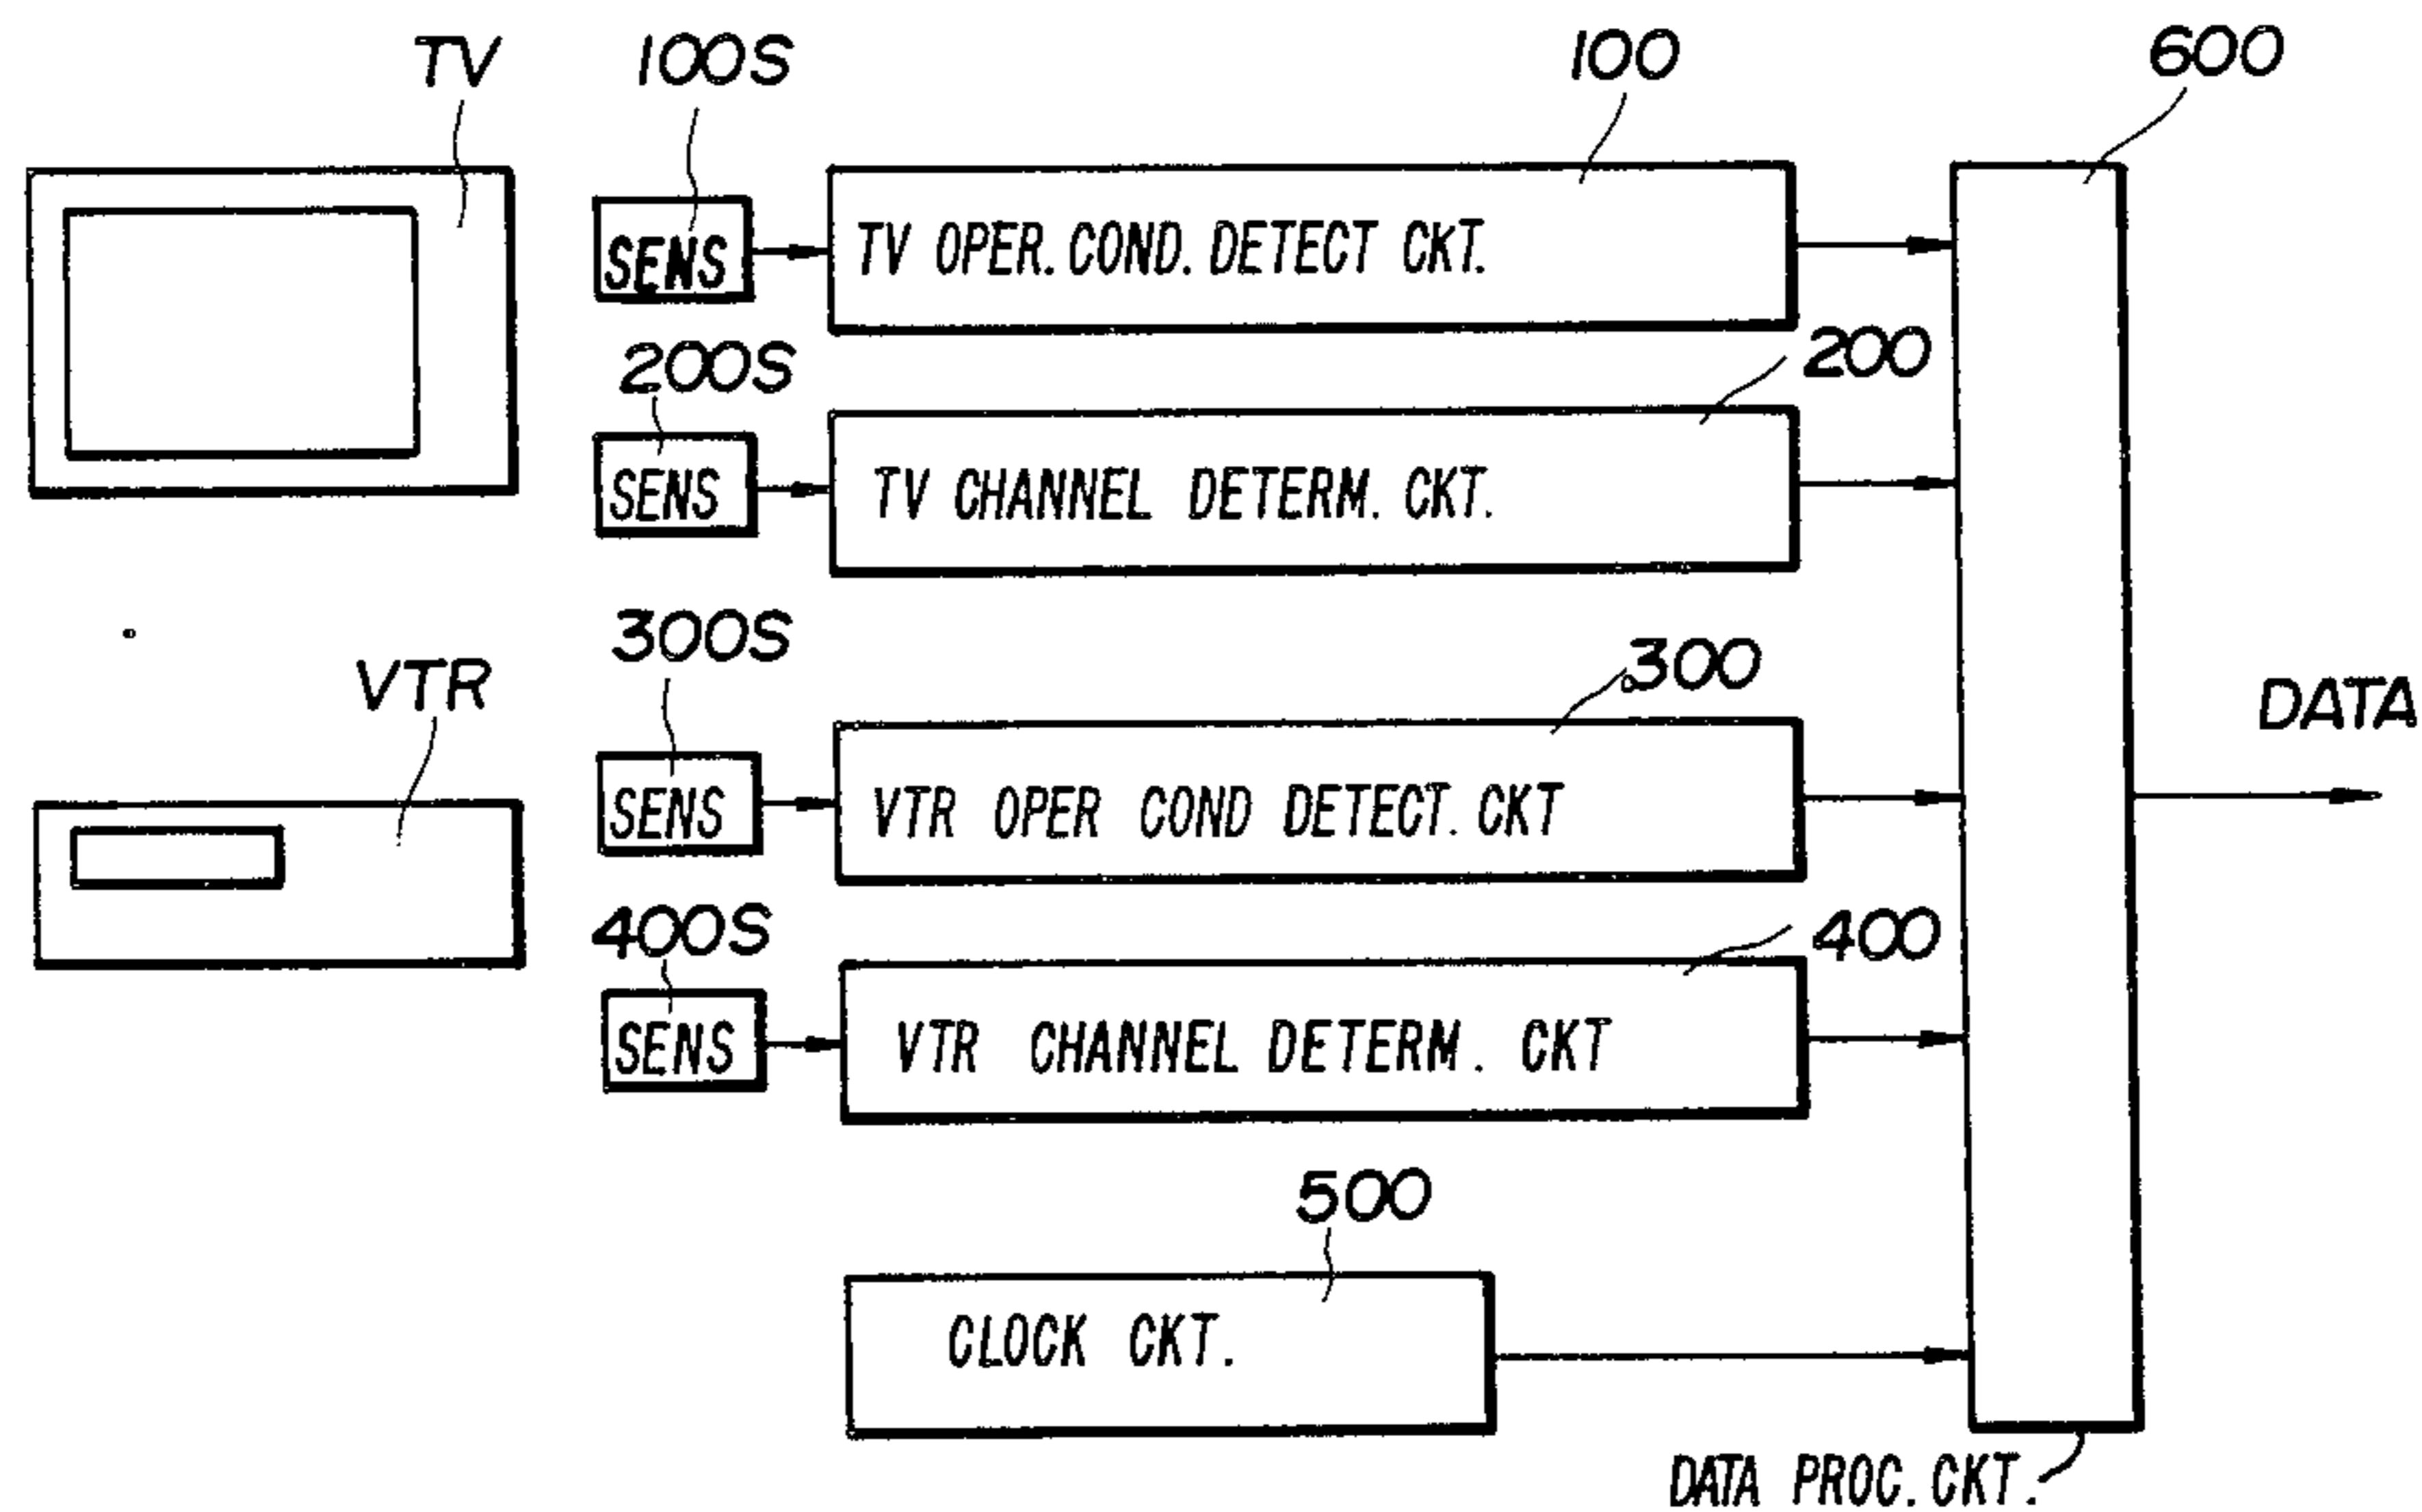 TV
100S
100
600
SENS
TV OPER. COND. DETECT CKT.
200S
200
SENS
TV CHANNEL DETERM. CKT.
300S
300
VTR
DATA
SENS
VTR OPER COND DETECT. CKT
400S
400
SENS
VTR CHANNEL DETERM. CKT
500
CLOCK CKT.
DATA PROC. CKT.